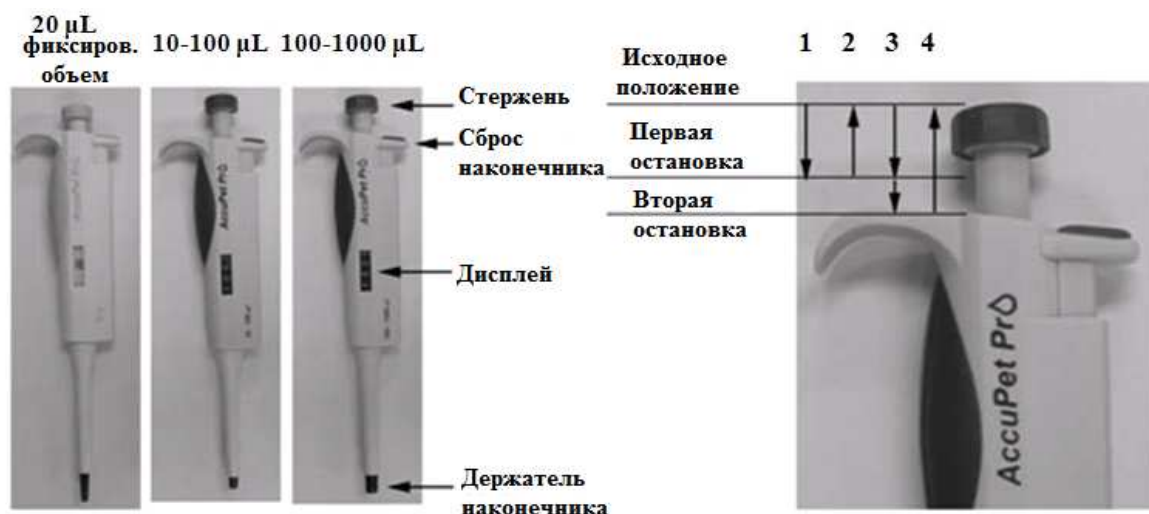 20 µL
фиксиров.
объем
10-100 µL
100-1000 µL
Стержень
Сброс
наконечника
Дисплей
Держатель
наконечника
1 2 3 4
Исходное
положение
Первая
остановка
Вторая
остановка
AccuPet Pro
AccuPet Pro
AccuPet Pro